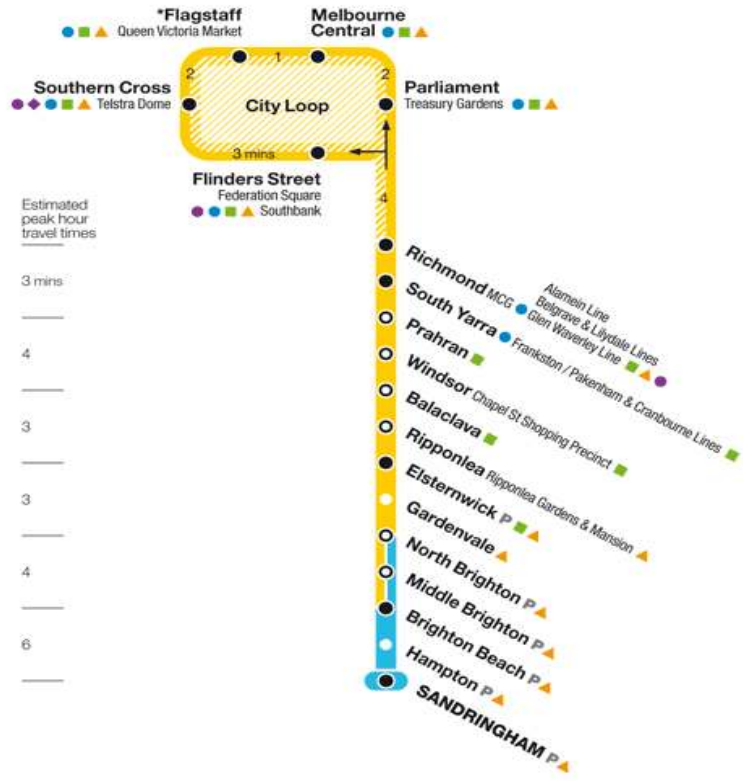 *Flagstaff
Queen Victoria Market
Melbourne
Central
1
2
2
Southern Cross
Telstra Dome
City Loop
Parliament
Treasury Gardens
3 mins
Flinders Street
Federation Square
Southbank
4
Estimated
peak hour
travel times
3 mins
4
3
3
4
6
Richmond MCG
Alamein Line
Belgrave & Lilydale Lines
Glen Waverley Line
South Yarra Frankston / Pakenham & Cranbourne Lines
Prahran
Windsor Chapel St Shopping Precinct
Balaclava
Ripponlea Ripponlea Gardens & Mansion
Elsternwick P
Gardenvale
North Brighton P
Middle Brighton P
Brighton Beach P
Hampton P
SANDRINGHAM P